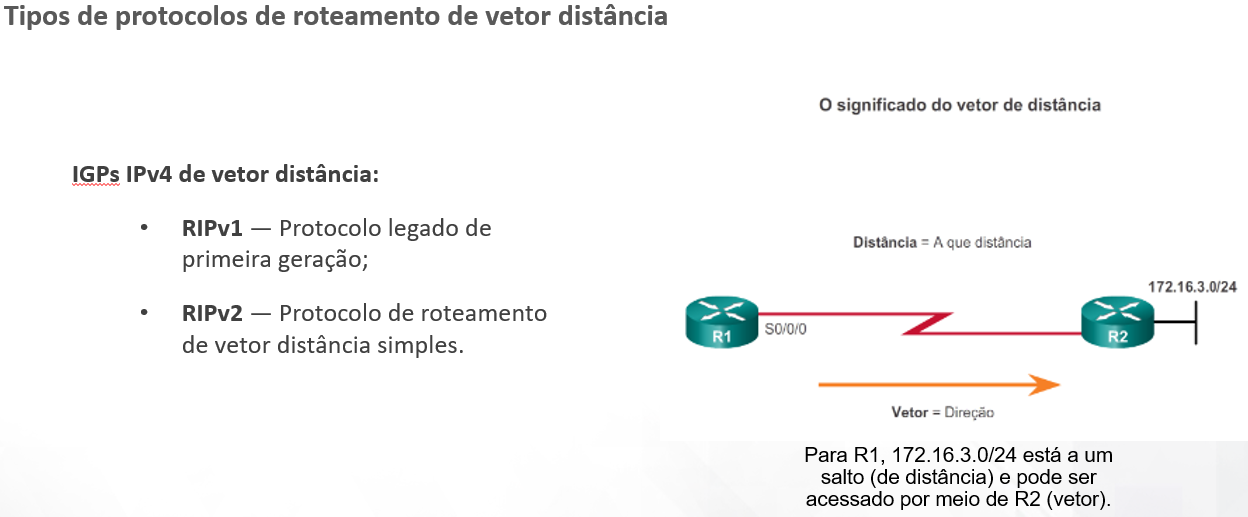 Tipos de protocolos de roteamento de vetor distância
IGPs IPv4 de vetor distância:
• RIPv1 — Protocolo legado de
primeira geração;
• RIPv2 — Protocolo de roteamento
de vetor distância simples.
O significado do vetor de distância
Distância = A que distância
172.16.3.0/24
R1
S0/0/0
R2
Vetor = Direção
Para R1, 172.16.3.0/24 está a um
salto (de distância) e pode ser
acessado por meio de R2 (vetor).